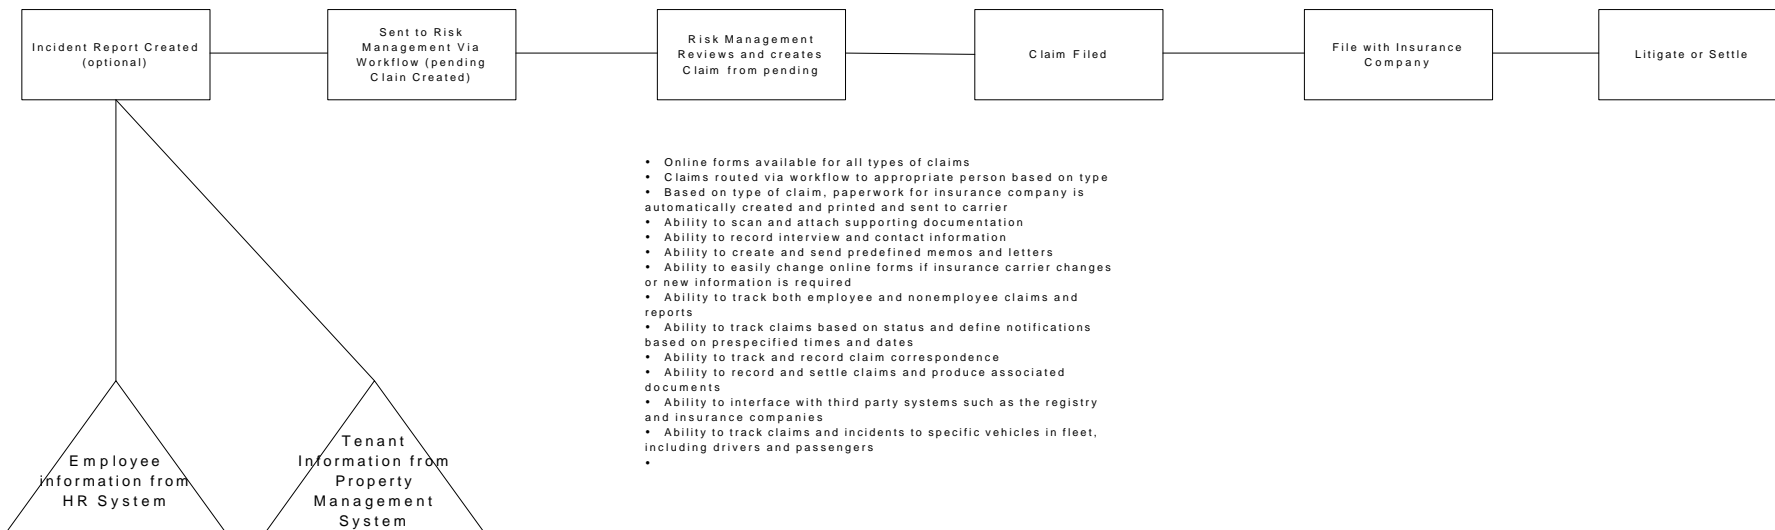 Incident Report Created
(optional)
Sent to Risk
Management Via
Workflow (pending
Clain Created)
Risk Management
Reviews and creates
Claim from pending
Claim Filed
File with Insurance
Company
Litigate or Settle
• Online forms available for all types of claims
• Claims routed via workflow to appropriate person based on type
• Based on type of claim, paperwork for insurance company is
automatically created and printed and sent to carrier
• Ability to scan and attach supporting documentation
• Ability to record interview and contact information
• Ability to create and send predefined memos and letters
• Ability to easily change online forms if insurance carrier changes
or new information is required
• Ability to track both employee and nonemployee claims and
reports
• Ability to track claims based on status and define notifications
based on prespecified times and dates
• Ability to track and record claim correspondence
• Ability to record and settle claims and produce associated
documents
• Ability to interface with third party systems such as the registry
and insurance companies
• Ability to track claims and incidents to specific vehicles in fleet,
including drivers and passengers
•
Employee
information from
HR System
Tenant
Information from
Property
Management
System